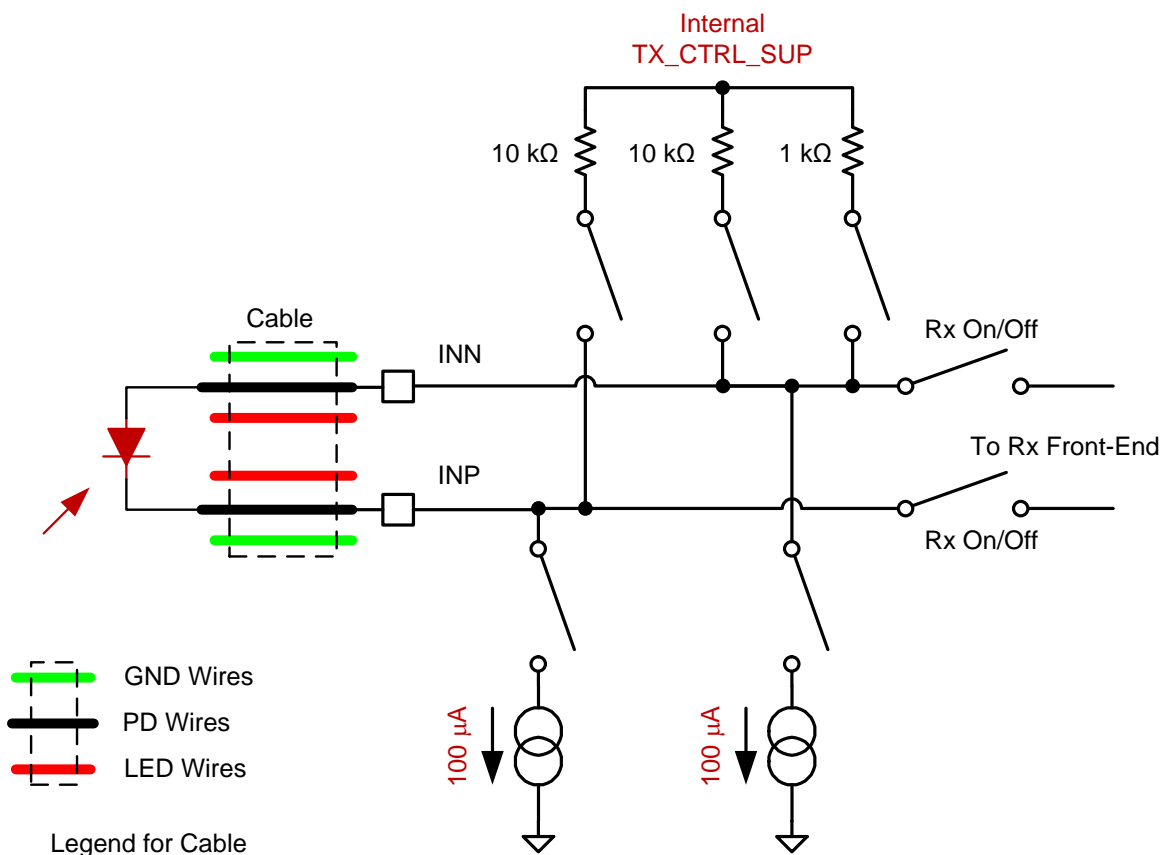 Internal
TX_CTRL_SUP
10 kΩ
10 kΩ
1 kΩ
Cable
INN
Rx On/Off
INP
To Rx Front-End
Rx On/Off
GND Wires
PD Wires
LED Wires
100 µA
100 µA
Legend for Cable